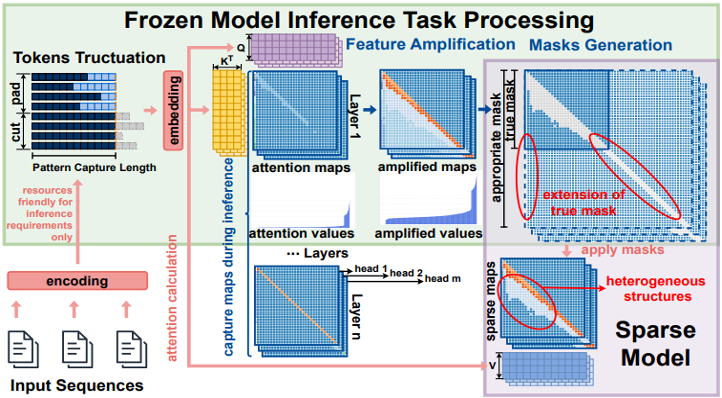 Frozen Model Inference Task Processing
Tokens Tructuation
pad
cut
Pattern Capture Length
resources
friendly for
inference
requirements
only
encoding
Input Sequences
embedding
attention calculation
Q
K^T
capture maps during ineference
Feature Amplification
Layer 1
attention maps
amplified maps
attention values
amplified values
... Layers
head 1
head 2
head m
Layer n
Masks Generation
appropriate mask
true mask
extension of
true mask
apply masks
sparse maps
heterogeneous
structures
V
Sparse
Model